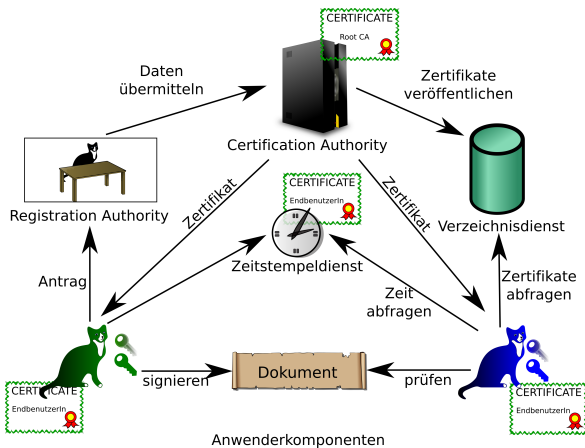 CERTIFICATE
Root CA
Daten
übermitteln
Zertifikate
veröffentlichen
Certification Authority
Registration Authority
Zertifikat
CERTIFICATE
EndbenutzerIn
Zertifikat
Verzeichnisdienst
Zeitstempeldienst
Antrag
Zeit
abfragen
Zertifikate
abfragen
signieren
Dokument
prüfen
CERTIFICATE
EndbenutzerIn
CERTIFICATE
EndbenutzerIn
Anwenderkomponenten